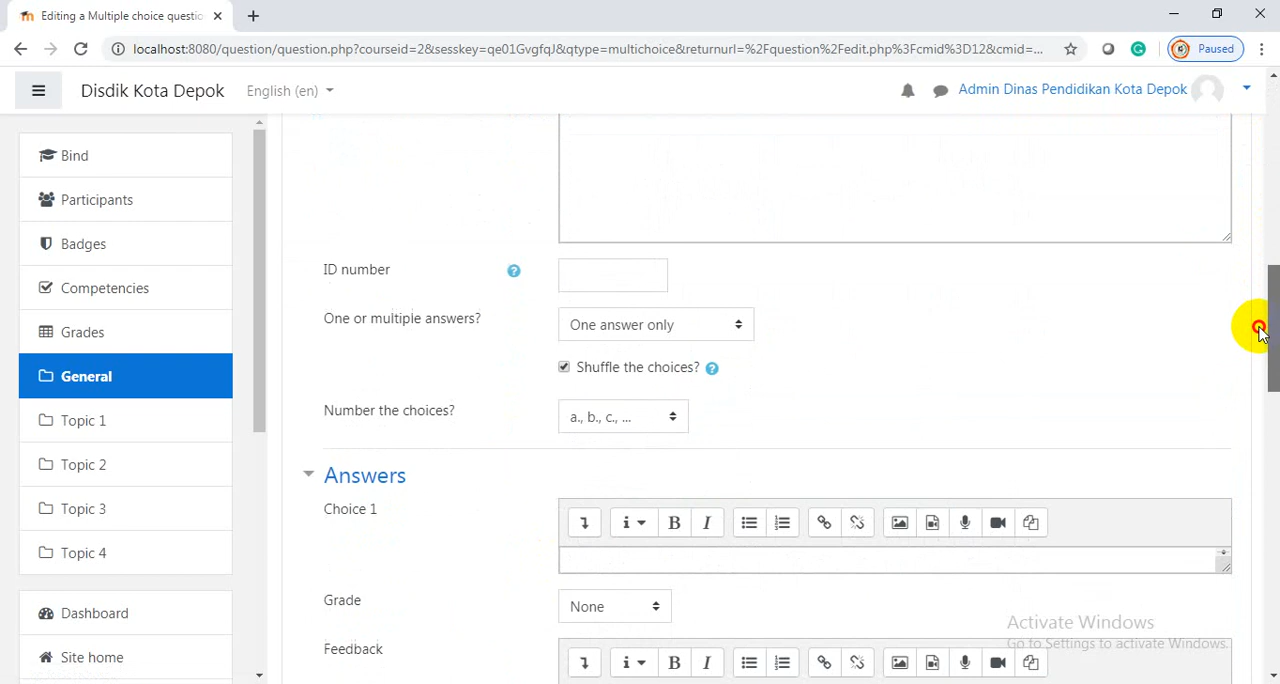 Editing a Multiple choice questio
localhost:8080/question/question.php?courseid=2&sesskey=qe01GvgfqJ&qtype=multichoice&returnurl=%2Fquestion%2Fedit.php%3Fcmid%3D12&cmid=...
Paused
Disdik Kota Depok
English (en)
Admin Dinas Pendidikan Kota Depok
Bind
Participants
Badges
Competencies
Grades
General
Topic 1
Topic 2
Topic 3
Topic 4
Dashboard
Site home
ID number
One or multiple answers?
One answer only
Shuffle the choices?
Number the choices?
a., b., c., ...
Answers
Choice 1
i B I
Grade
None
Feedback
i B I
Activate Windows
Go to Settings to activate Windows.